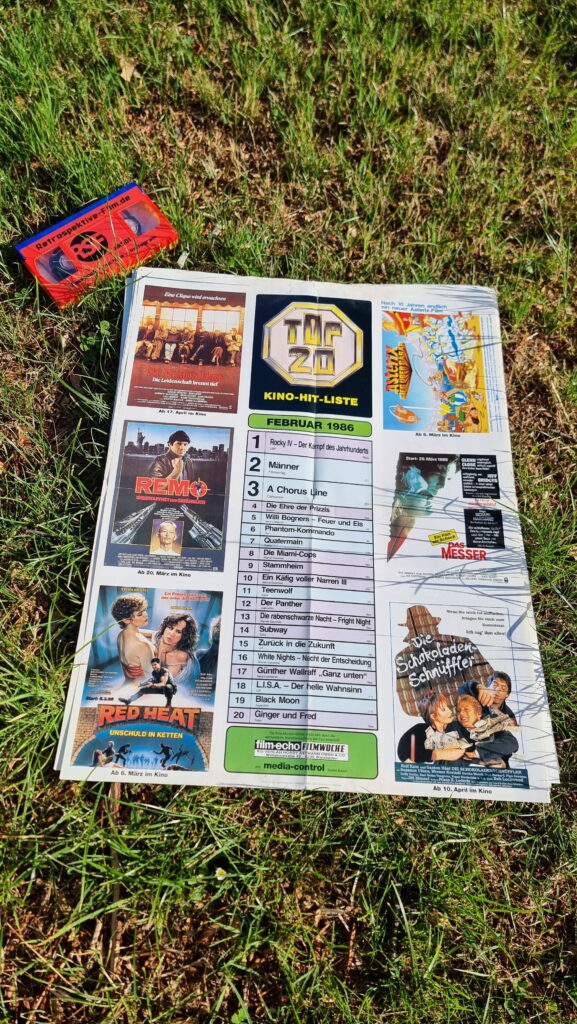 Retrospektive-Film.de
RSF
Eine Clique wird erwachsen
Die Leidenschaft brennt tief
Ab 17. April im Kino
TOP
20
KINO-HIT-LISTE
Nach 10 Jahren endlich
ein neuer Asterix-Film
Ab 6. März im Kino
REMO
Ab 20. März im Kino
FEBRUAR 1986
1 Rocky IV – Der Kampf des Jahrhunderts
2 Männer
3 A Chorus Line
4 Die Ehre der Prizzis
5 Willi Bogners – Feuer und Eis
6 Phantom-Kommando
7 Quatermain
8 Die Miami-Cops
9 Stammheim
10 Ein Käfig voller Narren III
11 Teenwolf
12 Der Panther
13 Die rabenschwarze Nacht – Fright Night
14 Subway
15 Zurück in die Zukunft
16 White Nights – Nacht der Entscheidung
17 Günther Wallraff „Ganz unten“
18 L.I.S.A. – Der helle Wahnsinn
19 Black Moon
20 Ginger und Fred
film-echo FILMWOCHE
media-control
Start: 20. März 1986
GLENN
CLOSE
JEFF
BRIDGES
DAS
MESSER
RED HEAT
UNSCHULD IN KETTEN
Ab 6. März im Kino
Die
Schokoladen
Schnüffler
Ab 10. April im Kino